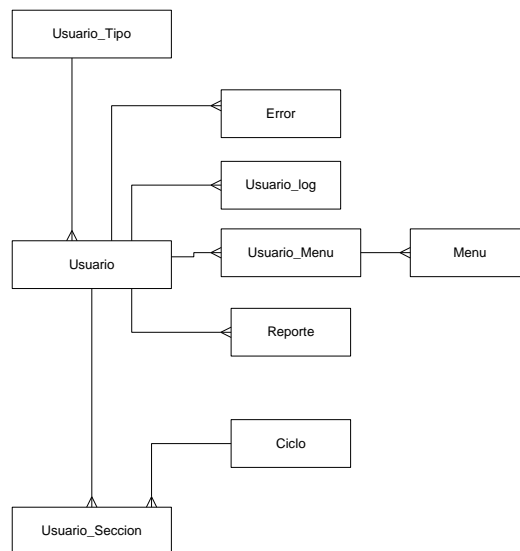 Usuario_Tipo
Error
Usuario_log
Usuario
Usuario_Menu
Menu
Reporte
Ciclo
Usuario_Seccion